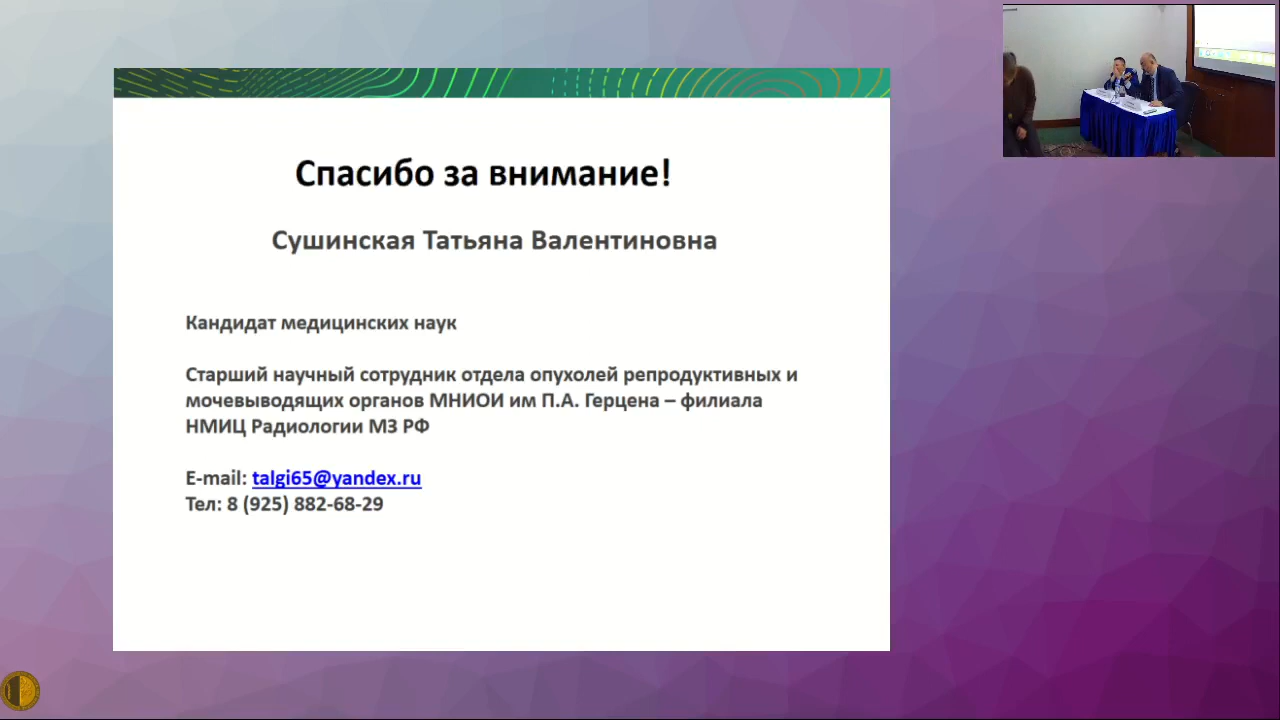 Спасибо за внимание!
Сушинская Татьяна Валентиновна
Кандидат медицинских наук
Старший научный сотрудник отдела опухолей репродуктивных и
мочевыводящих органов МНИОИ им П.А. Герцена – филиала
НМИЦ Радиологии МЗ РФ
E-mail: talgi65@yandex.ru
Тел: 8 (925) 882-68-29